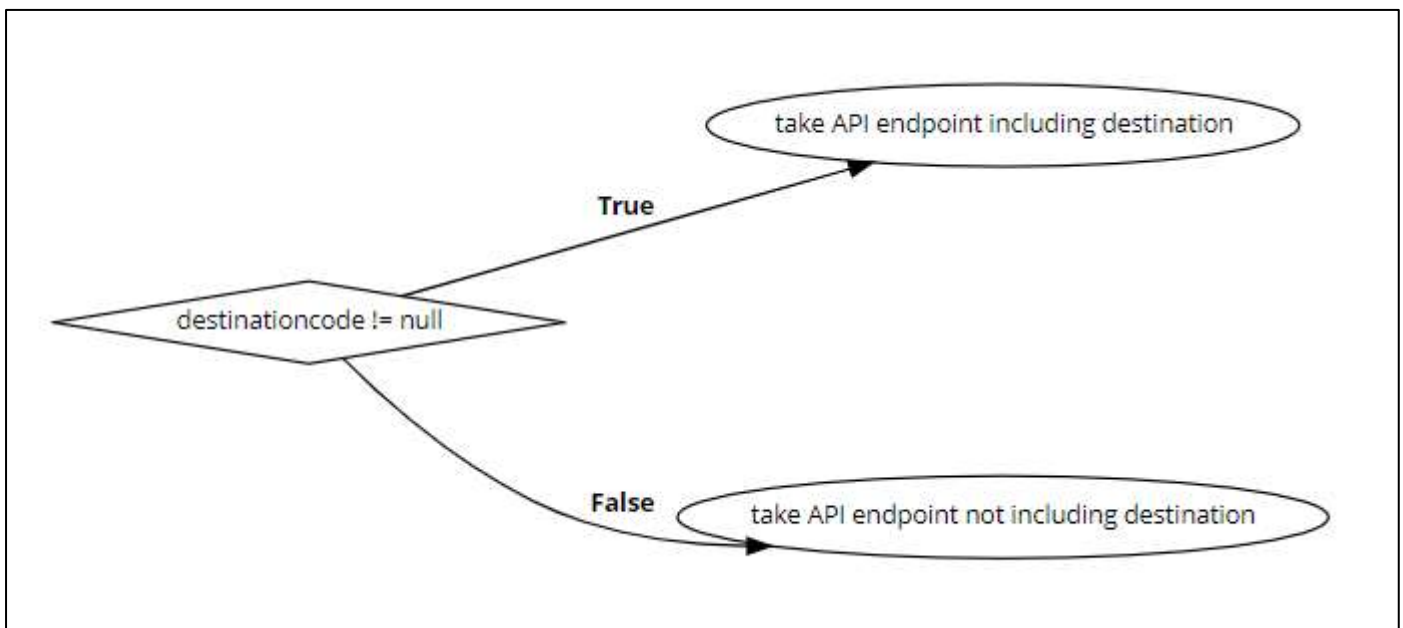 take API endpoint including destination
True
destinationcode != null
False
take API endpoint not including destination